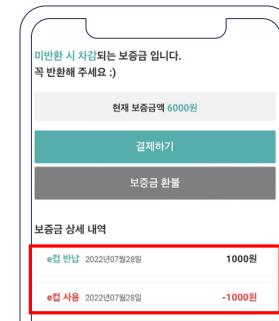 미반환 시 차감되는 보증금 입니다.
꼭 반환해 주세요 :)
현재 보증금액 6000원
결제하기
보증금 환불
보증금 상세 내역
e컵 반납 2022년07월28일 1000원
e컵 사용 2022년07월28일 -1000원